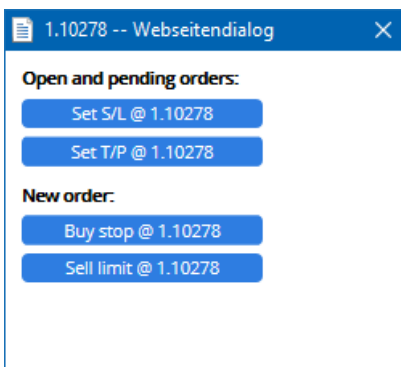 1.10278 -- Webseitendialog
Open and pending orders:
Set S/L @ 1.10278
Set T/P @ 1.10278
New order:
Buy stop @ 1.10278
Sell limit @ 1.10278